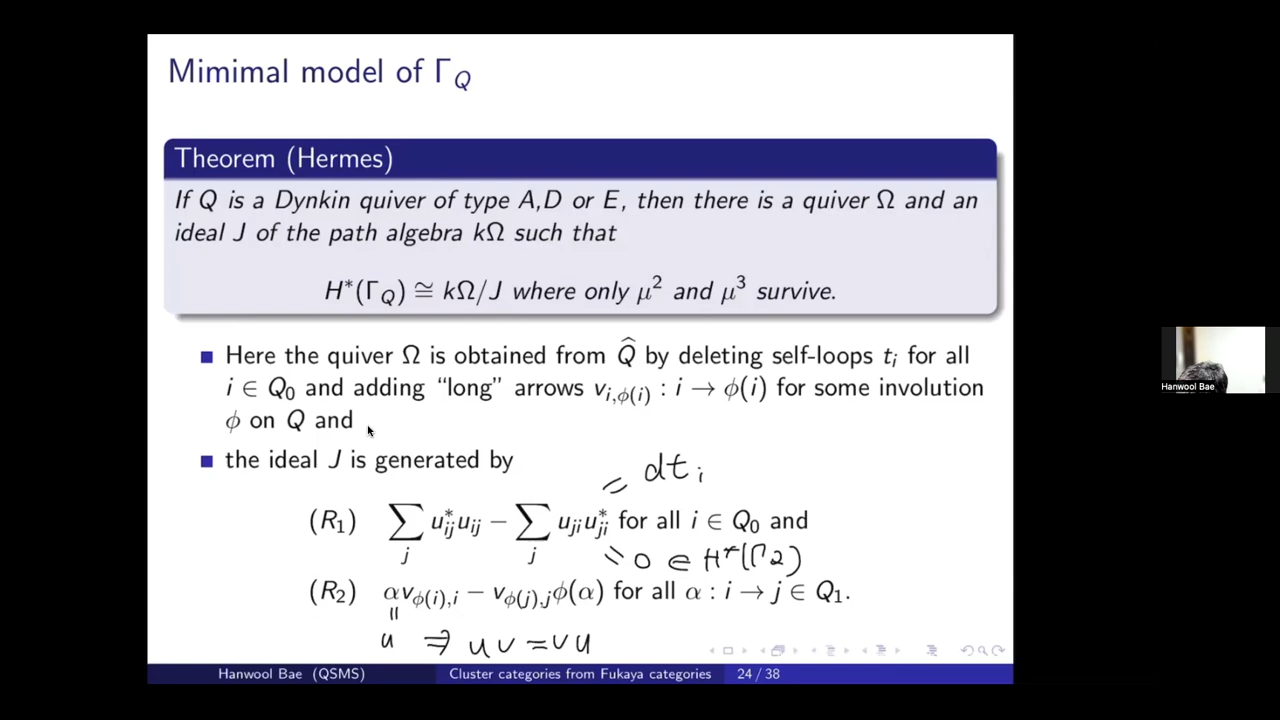 Mimimal model of Γ_Q
Theorem (Hermes)
If Q is a Dynkin quiver of type A,D or E, then there is a quiver Ω and an
ideal J of the path algebra kΩ such that
H*(Γ_Q) ≅ kΩ/J where only μ² and μ³ survive.
Here the quiver Ω is obtained from Q̂ by deleting self-loops t_i for all
i ∈ Q_0 and adding “long” arrows v_{i,φ(i)} : i → φ(i) for some involution
φ on Q and
the ideal J is generated by
= dt_i
(R_1) ∑_j u*_{ij}u_{ij} − ∑_j u_{ji}u*_{ji} for all i ∈ Q_0 and
= 0 ∈ H*(Γ_Q)
(R_2) αv_{φ(i),i} − v_{φ(j),j}φ(α) for all α : i → j ∈ Q_1.
=
u ⇒ uv = vu
Hanwool Bae (QSMS) Cluster categories from Fukaya categories 24 / 38
Hanwool Bae